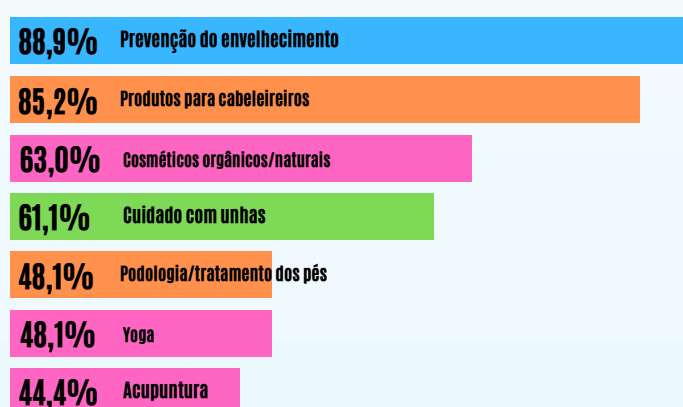 88,9% Prevenção do envelhecimento
85,2% Produtos para cabeleireiros
63,0% Cosméticos orgânicos/naturais
61,1% Cuidado com unhas
48,1% Podologia/tratamento dos pés
48,1% Yoga
44,4% Acupuntura